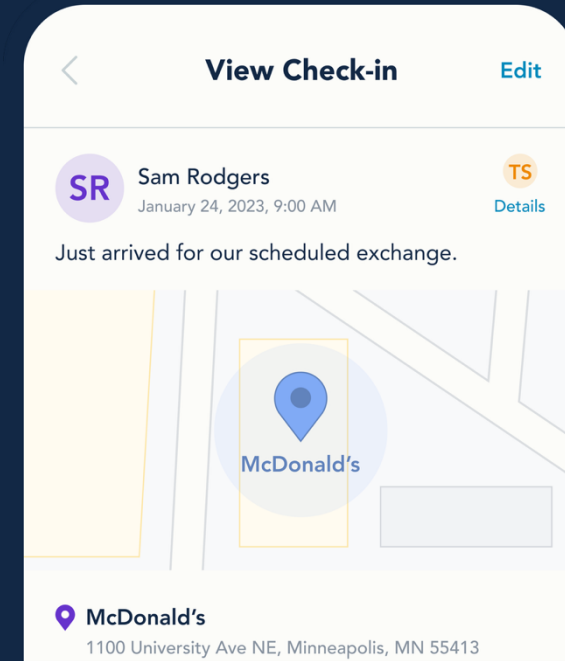 View Check-in
Edit
SR
Sam Rodgers
TS
January 24, 2023, 9:00 AM
Details
Just arrived for our scheduled exchange.
McDonald’s
McDonald’s
1100 University Ave NE, Minneapolis, MN 55413